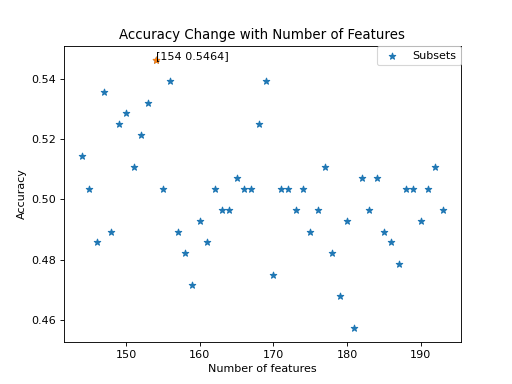 Accuracy Change with Number of Features
[154 0.5464]
Subsets
0.54
0.52
0.50
0.48
0.46
Accuracy
150 160 170 180 190
Number of features